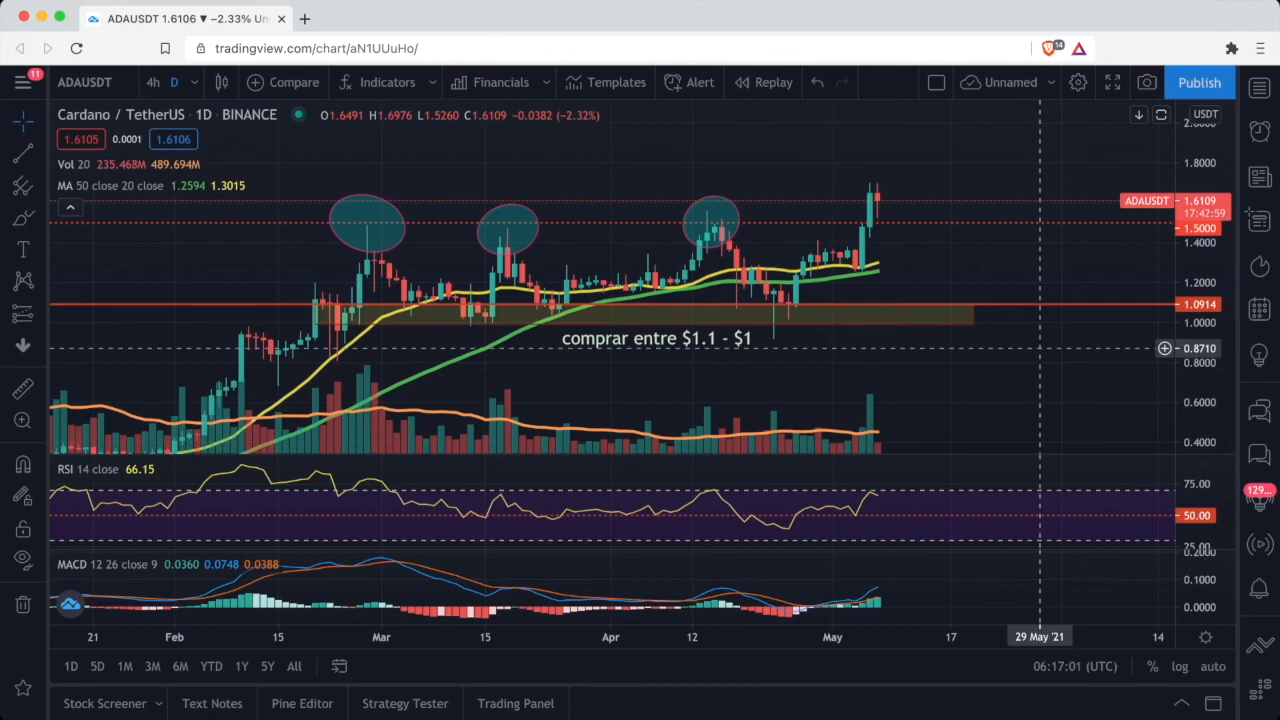 ADAUSDT 1.6106 ▼ −2.33% Un
tradingview.com/chart/aN1UUuHo/
14
11
ADAUSDT 4h D Compare Indicators Financials Templates Alert Replay Unnamed Publish
Cardano / TetherUS · 1D · BINANCE O1.6491 H1.6976 L1.5260 C1.6109 −0.0382 (−2.32%)
USDT
1.6105 0.0001 1.6106
Vol 20 235.468M 489.694M
MA 50 close 20 close 1.2594 1.3015
2.0000
1.8000
ADAUSDT 1.6109
17:42:59
1.5000
1.4000
1.2000
1.0914
1.0000
comprar entre $1.1 - $1
0.8710
0.8000
0.6000
0.4000
RSI 14 close 66.15
75.00
50.00
25.00
129...
MACD 12 26 close 9 0.0360 0.0748 0.0388
0.2000
0.1000
0.0000
21 Feb 15 Mar 15 Apr 12 May 17 29 May '21 14
1D 5D 1M 3M 6M YTD 1Y 5Y All 06:17:01 (UTC) % log auto
Stock Screener Text Notes Pine Editor Strategy Tester Trading Panel